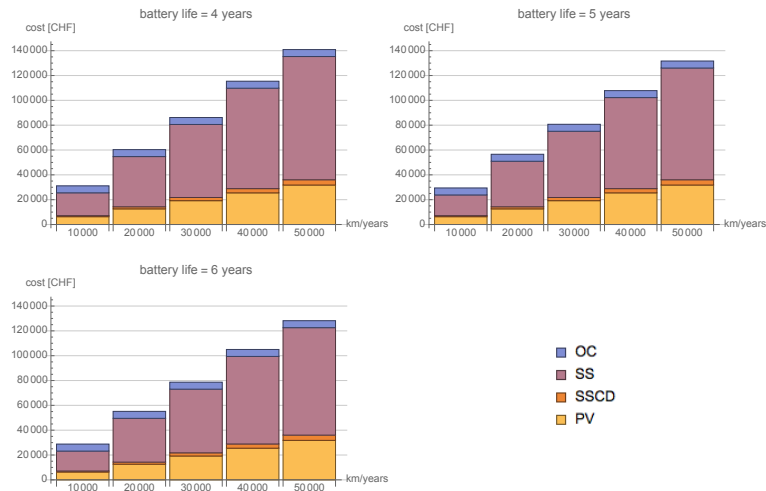 battery life = 4 years
cost [CHF]
140000
120000
100000
80000
60000
40000
20000
0
10000 20000 30000 40000 50000
km/years
battery life = 5 years
cost [CHF]
140000
120000
100000
80000
60000
40000
20000
0
10000 20000 30000 40000 50000
km/years
battery life = 6 years
cost [CHF]
140000
120000
100000
80000
60000
40000
20000
0
10000 20000 30000 40000 50000
km/years
OC
SS
SSCD
PV